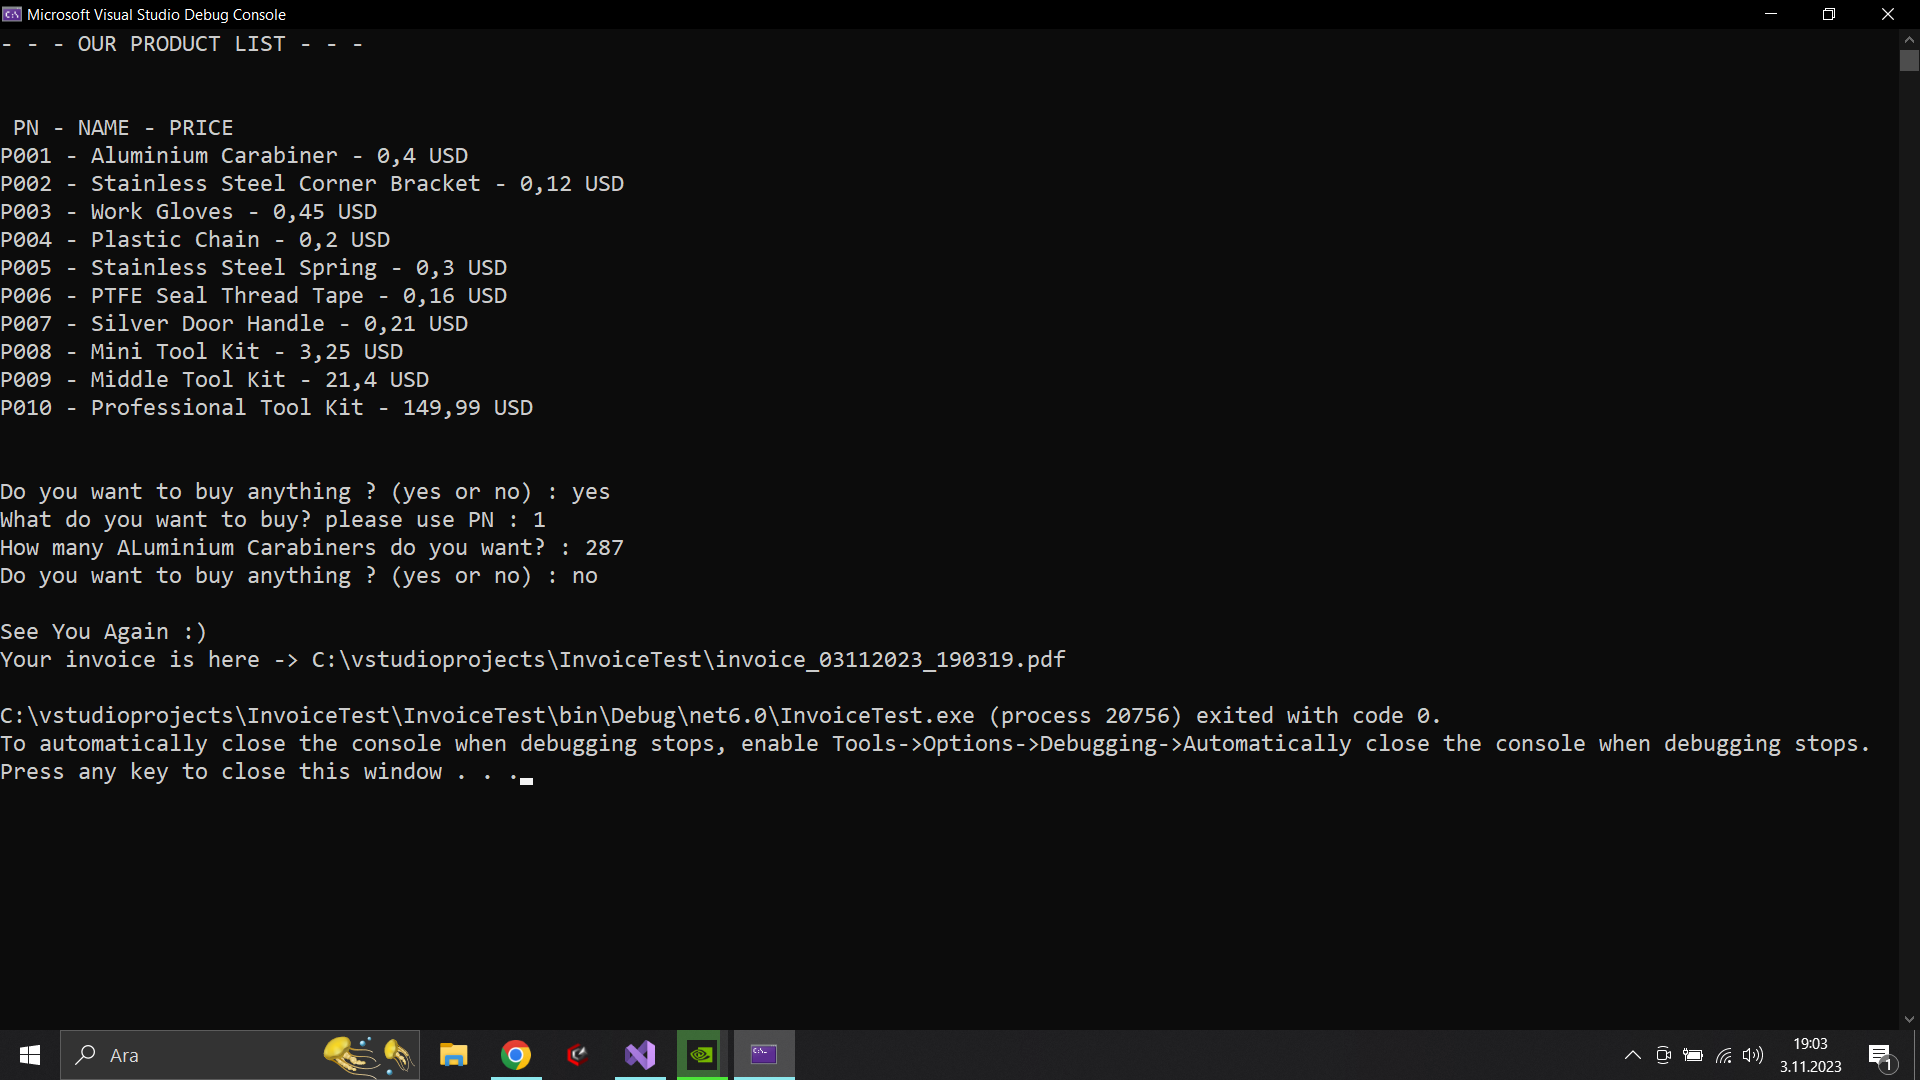 Microsoft Visual Studio Debug Console
- - - OUR PRODUCT LIST - - -
PN - NAME - PRICE
P001 - Aluminium Carabiner - 0,4 USD
P002 - Stainless Steel Corner Bracket - 0,12 USD
P003 - Work Gloves - 0,45 USD
P004 - Plastic Chain - 0,2 USD
P005 - Stainless Steel Spring - 0,3 USD
P006 - PTFE Seal Thread Tape - 0,16 USD
P007 - Silver Door Handle - 0,21 USD
P008 - Mini Tool Kit - 3,25 USD
P009 - Middle Tool Kit - 21,4 USD
P010 - Professional Tool Kit - 149,99 USD
Do you want to buy anything ? (yes or no) : yes
What do you want to buy? please use PN : 1
How many ALuminium Carabiners do you want? : 287
Do you want to buy anything ? (yes or no) : no
See You Again :)
Your invoice is here -> C:\vstudioprojects\InvoiceTest\invoice_03112023_190319.pdf
C:\vstudioprojects\InvoiceTest\InvoiceTest\bin\Debug\net6.0\InvoiceTest.exe (process 20756) exited with code 0.
To automatically close the console when debugging stops, enable Tools->Options->Debugging->Automatically close the console when debugging stops.
Press any key to close this window . . .
Ara
19:03
3.11.2023
1